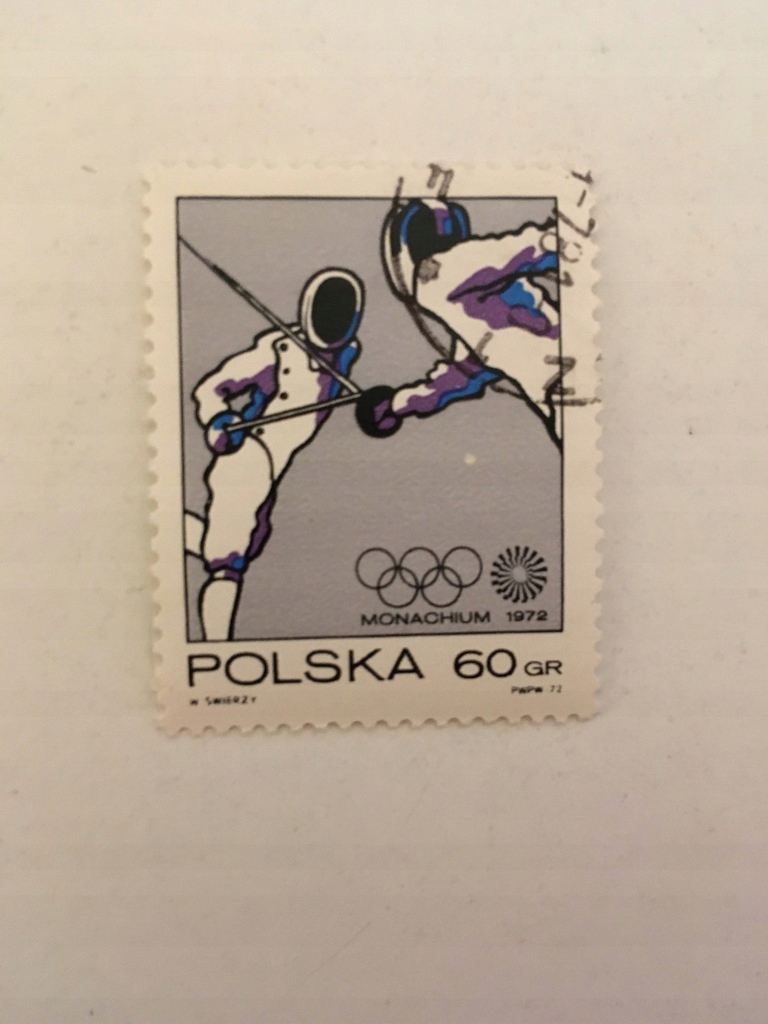 MONACHIUM 1972
POLSKA 60 GR
W SWIERZY PWPW-72